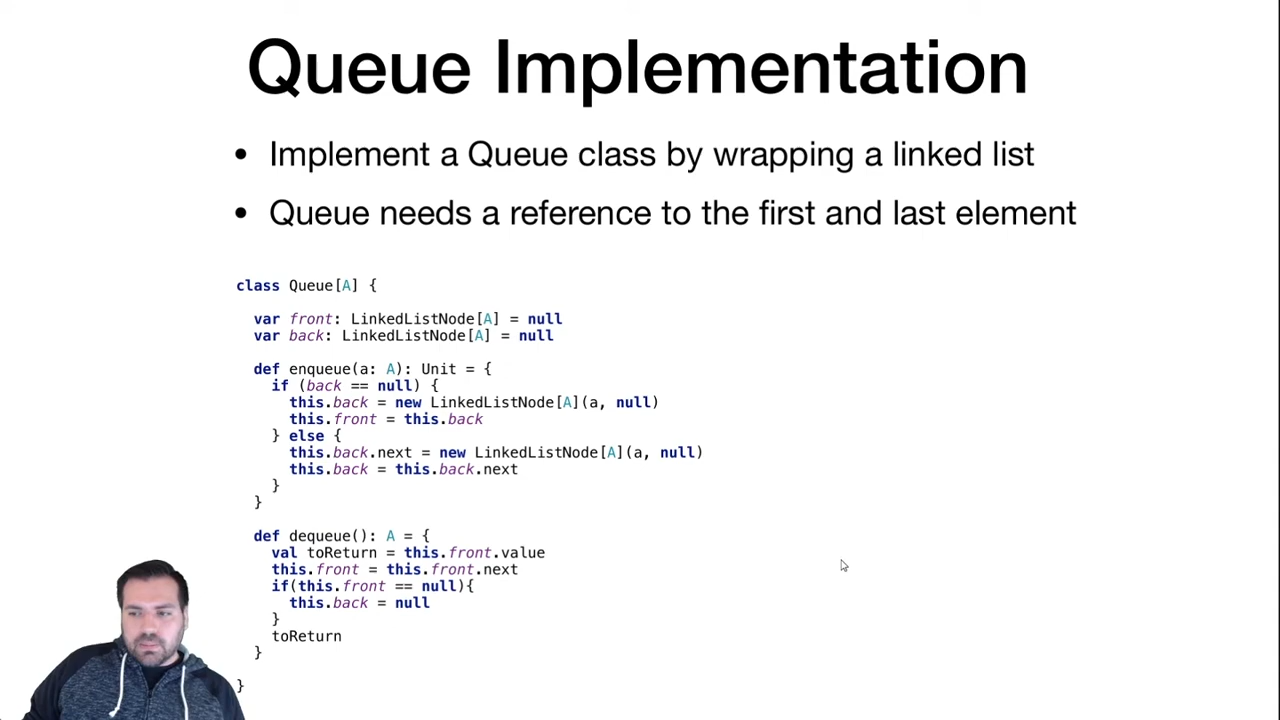 Queue Implementation
• Implement a Queue class by wrapping a linked list
• Queue needs a reference to the first and last element
class Queue[A] {
var front: LinkedListNode[A] = null
var back: LinkedListNode[A] = null
def enqueue(a: A): Unit = {
if (back == null) {
this.back = new LinkedListNode[A](a, null)
this.front = this.back
} else {
this.back.next = new LinkedListNode[A](a, null)
this.back = this.back.next
}
}
def dequeue(): A = {
val toReturn = this.front.value
this.front = this.front.next
if(this.front == null){
this.back = null
}
toReturn
}
}